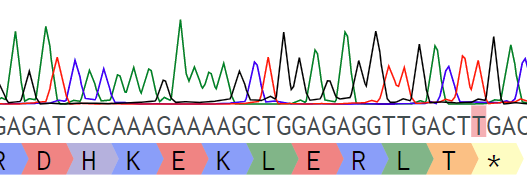 GAGATCACAAAGAAAAGCTGGAGAGGTTGACTTGAC
R D H K E K L E R L T *